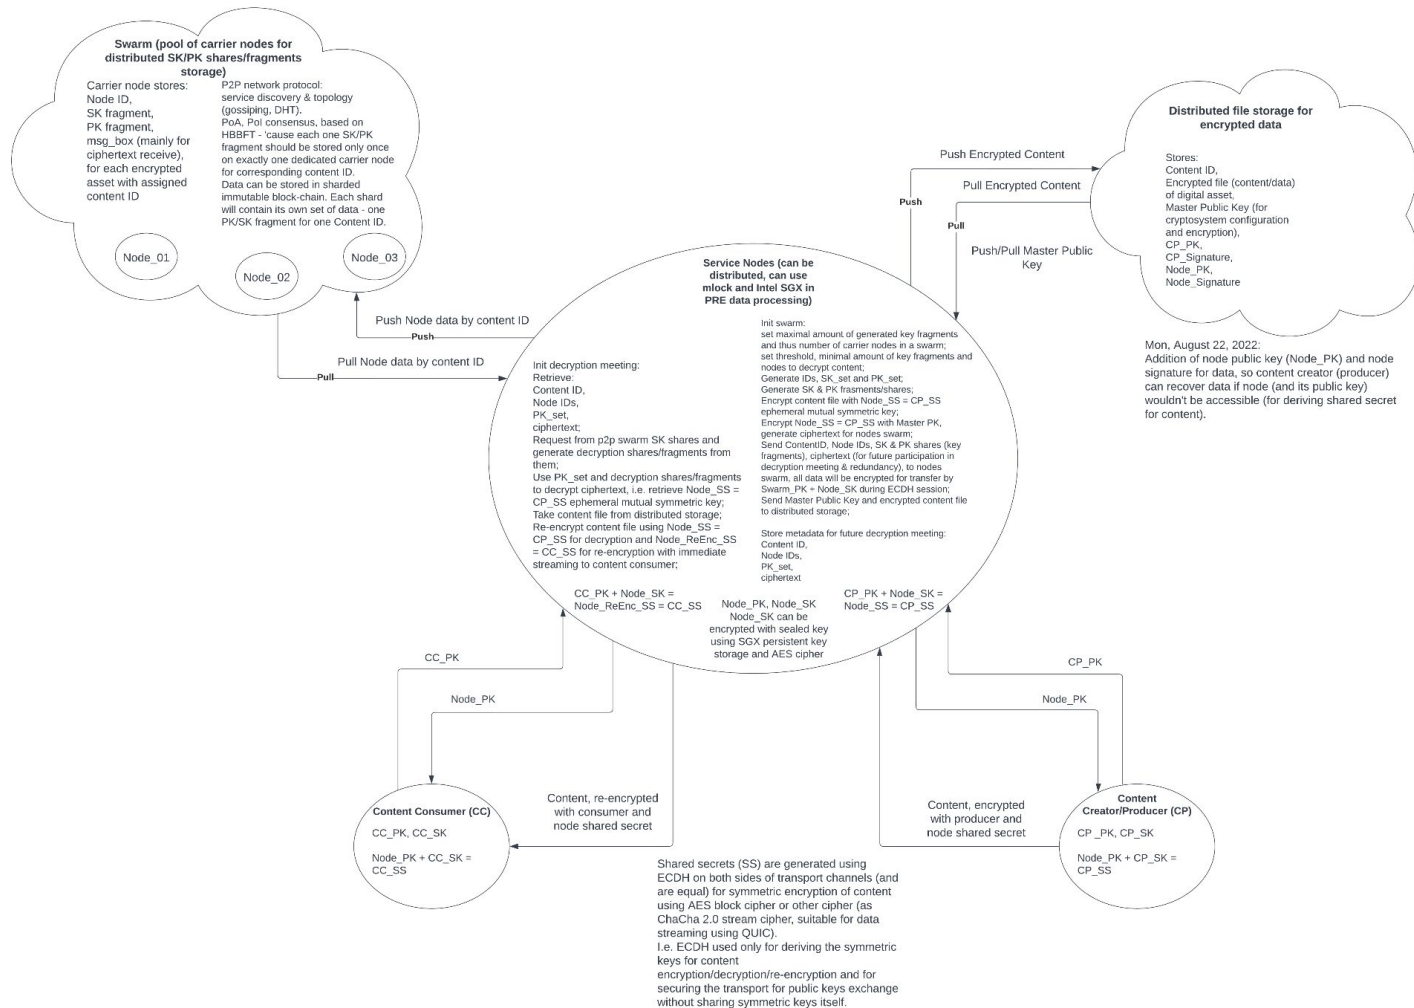 Swarm (pool of carrier nodes for
distributed SK/PK shares/fragments
storage)
Carrier node stores:
Node ID,
SK fragment,
PK fragment,
msg_box (mainly for
ciphertext receive),
for each encrypted
asset with assigned
content ID
P2P network protocol:
service discovery & topology
(gossiping, DHT).
PoA, PoI consensus, based on
HBBFT - 'cause each one SK/PK
fragment should be stored only once
on exactly one dedicated carrier node
for corresponding content ID.
Data can be stored in sharded
immutable block-chain. Each shard
will contain its own set of data - one
PK/SK fragment for one Content ID.
Node_01
Node_02
Node_03
Distributed file storage for
encrypted data
Stores:
Content ID,
Encrypted file (content/data)
of digital asset,
Master Public Key (for
cryptosystem configuration
and encryption),
CP_PK,
CP_Signature,
Node_PK,
Node_Signature
Push Encrypted Content
Pull Encrypted Content
Push
Pull
Push/Pull Master Public
Key
Mon, August 22, 2022:
Addition of node public key (Node_PK) and node
signature for data, so content creator (producer)
can recover data if node (and its public key)
wouldn't be accessible (for deriving shared secret
for content).
Push Node data by content ID
Push
Pull Node data by content ID
Pull
Service Nodes (can be
distributed, can use
mlock and Intel SGX in
PRE data processing)
Init decryption meeting:
Retrieve:
Content ID,
Node IDs,
PK_set,
ciphertext;
Request from p2p swarm SK shares and
generate decryption shares/fragments from
them;
Use PK_set and decryption shares/fragments
to decrypt ciphertext, i.e. retrieve Node_SS =
CP_SS ephemeral mutual symmetric key;
Take content file from distributed storage;
Re-encrypt content file using Node_SS =
CP_SS for decryption and Node_ReEnc_SS
= CC_SS for re-encryption with immediate
streaming to content consumer;
Init swarm:
set maximal amount of generated key fragments
and thus number of carrier nodes in a swarm;
set threshold, minimal amount of key fragments and
nodes to decrypt content;
Generate IDs, SK_set and PK_set;
Generate SK & PK frasments/shares;
Encrypt content file with Node_SS = CP_SS
ephemeral mutual symmetric key;
Encrypt Node_SS = CP_SS with Master PK,
generate ciphertext for nodes swarm;
Send ContentID, Node IDs, SK & PK shares (key
fragments), ciphertext (for future participation in
decryption meeting & redundancy), to nodes
swarm, all data will be encrypted for transfer by
Swarm_PK + Node_SK during ECDH session;
Send Master Public Key and encrypted content file
to distributed storage;
Store metadata for future decryption meeting:
Content ID,
Node IDs,
PK_set,
ciphertext
CC_PK + Node_SK =
Node_ReEnc_SS = CC_SS
Node_PK, Node_SK
Node_SK can be
encrypted with sealed key
using SGX persistent key
storage and AES cipher
CP_PK + Node_SK =
Node_SS = CP_SS
CC_PK
Node_PK
CP_PK
Node_PK
Content Consumer (CC)
CC_PK, CC_SK
Node_PK + CC_SK =
CC_SS
Content, re-encrypted
with consumer and
node shared secret
Content, encrypted
with producer and
node shared secret
Content
Creator/Producer (CP)
CP _PK, CP_SK
Node_PK + CP_SK =
CP_SS
Shared secrets (SS) are generated using
ECDH on both sides of transport channels (and
are equal) for symmetric encryption of content
using AES block cipher or other cipher (as
ChaCha 2.0 stream cipher, suitable for data
streaming using QUIC).
I.e. ECDH used only for deriving the symmetric
keys for content
encryption/decryption/re-encryption and for
securing the transport for public keys exchange
without sharing symmetric keys itself.